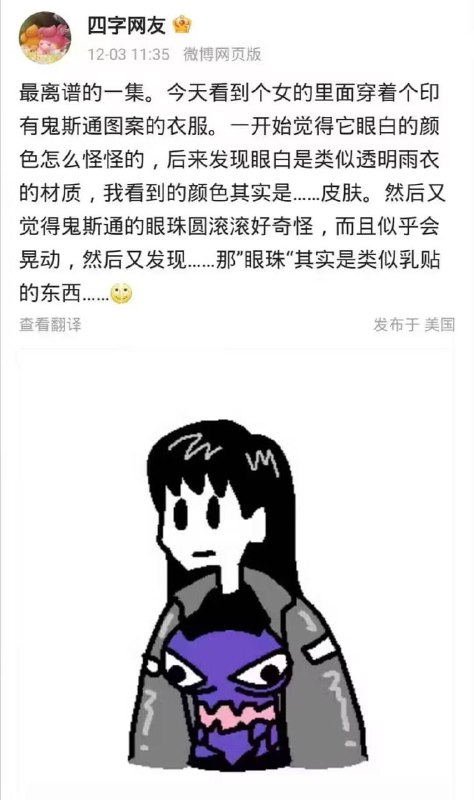 四字网友
12-03 11:35 微博网页版
最离谱的一集。今天看到个女的里面穿着个印
有鬼斯通图案的衣服。一开始觉得它眼白的颜
色怎么怪怪的，后来发现眼白是类似透明雨衣
的材质，我看到的颜色其实是……皮肤。然后又
觉得鬼斯通的眼珠圆滚滚好奇怪，而且似乎会
晃动，然后又发现……那”眼珠“其实是类似乳贴
的东西……
查看翻译 发布于 美国